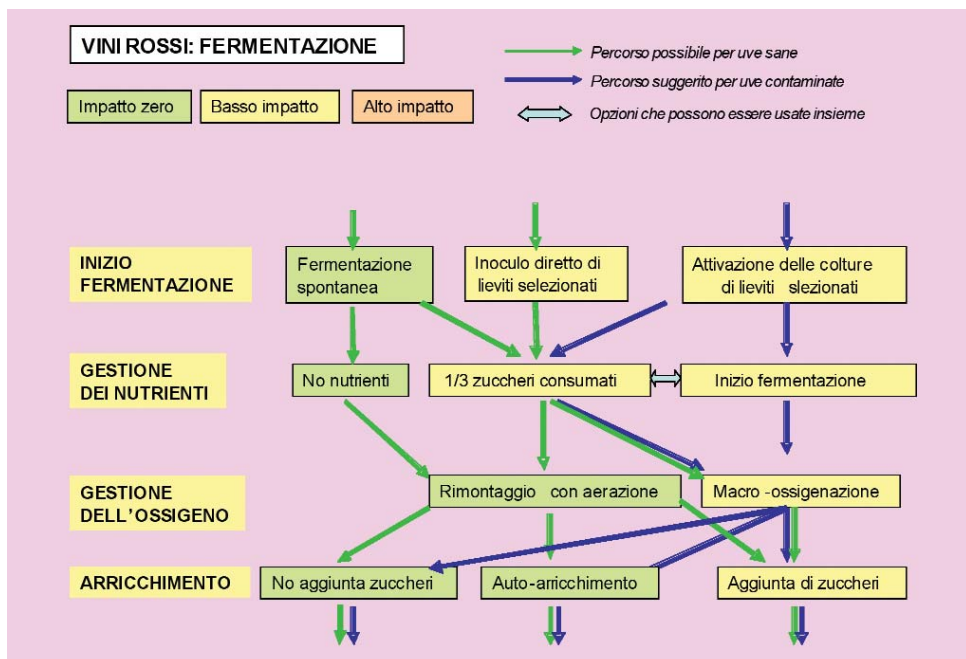 VINI ROSSI: FERMENTAZIONE
Percorso possibile per uve sane
Percorso suggerito per uve contaminate
Opzioni che possono essere usate insieme
Impatto zero
Basso impatto
Alto impatto
INIZIO
FERMENTAZIONE
Fermentazione
spontanea
Inoculo diretto di
lieviti selezionati
Attivazione delle colture
di lieviti slezionati
GESTIONE
DEI NUTRIENTI
No nutrienti
1/3 zuccheri consumati
Inizio fermentazione
GESTIONE
DELL'OSSIGENO
Rimontaggio con aerazione
Macro -ossigenazione
ARRICCHIMENTO
No aggiunta zuccheri
Auto-arricchimento
Aggiunta di zuccheri